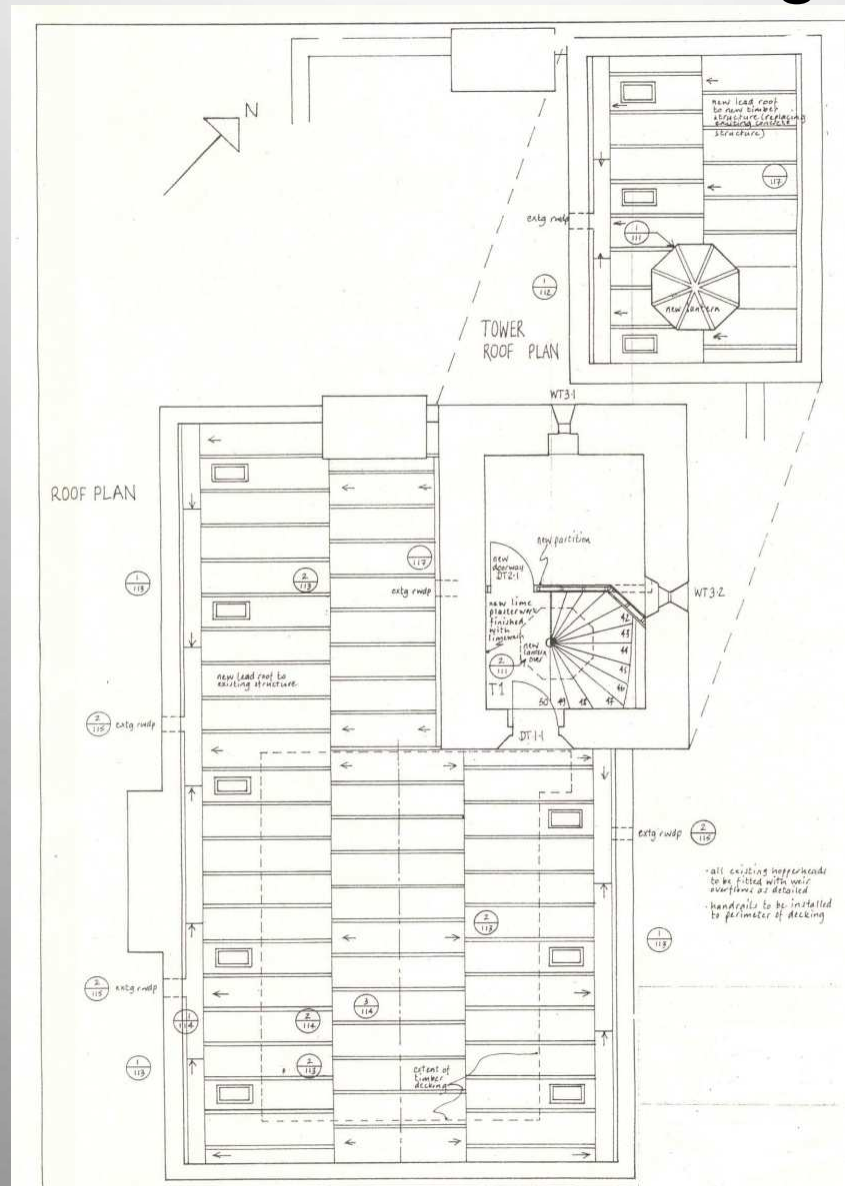 N
new lead roof
to new timber
structure (replacing
existing concrete
structure)
1
117
extg rwdp
1
111
1
112
new lantern
TOWER
ROOF PLAN
WT3·1
ROOF PLAN
1
113
2
113
1
117
extg rwdp
new partition
new
doorway
DT2·1
WT3·2
new lime
plasterwork
finished
with
limewash
new
lantern
over
2
111
T1
42
43
44
45
46
47
48
49
50
DT1·1
new lead roof to
existing structure
2
115
extg rwdp
extg rwdp
2
115
· all existing hopperheads
to be fitted with weir
overflows as detailed
· handrails to be installed
to perimeter of decking
2
113
1
113
2
115
extg rwdp
1
114
2
114
3
114
1
113
2
113
extent of
timber
decking